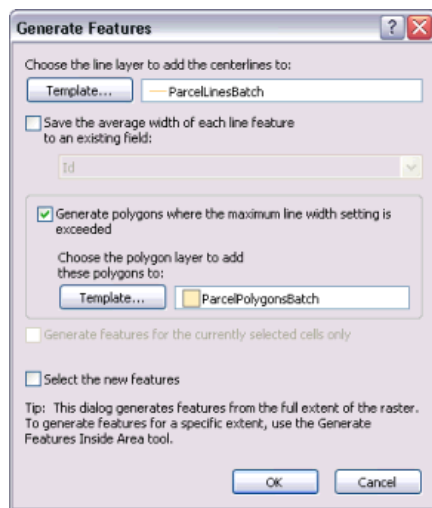 Generate Features
?
Choose the line layer to add the centerlines to:
Template... ParcelLinesBatch
Save the average width of each line feature
to an existing field:
Id
Generate polygons where the maximum line width setting is
exceeded
Choose the polygon layer to add
these polygons to:
Template... ParcelPolygonsBatch
Generate features for the currently selected cells only
Select the new features
Tip: This dialog generates features from the full extent of the raster.
To generate features for a specific extent, use the Generate
Features Inside Area tool.
OK Cancel